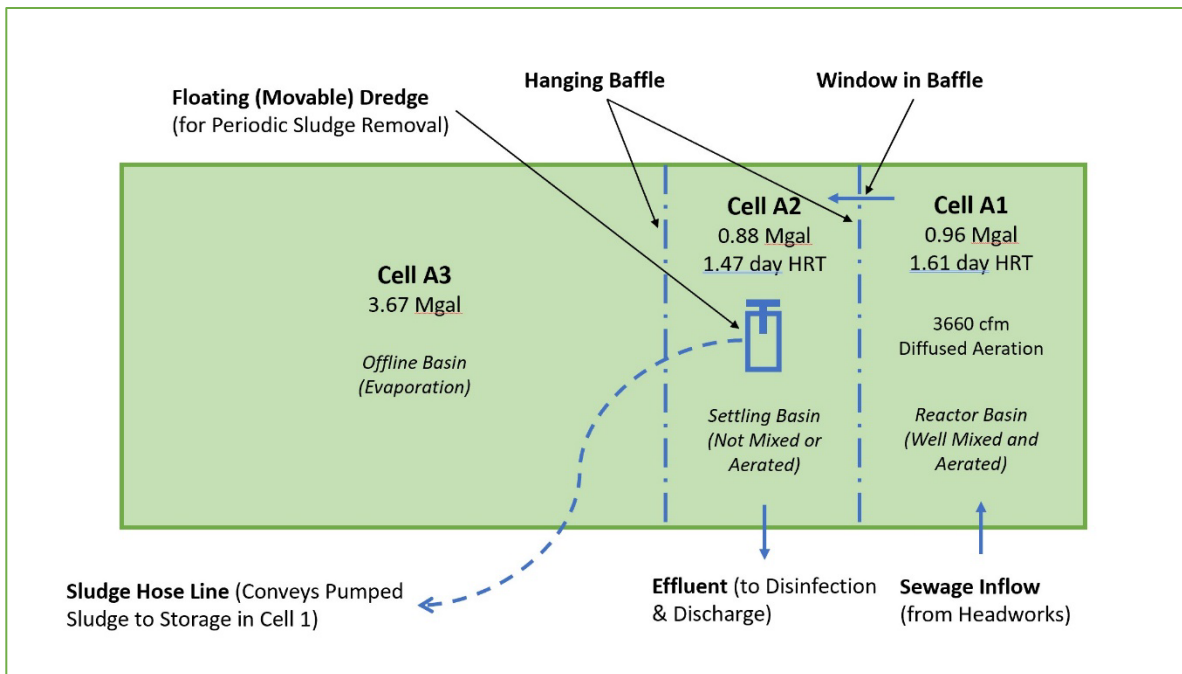 Hanging Baffle
Window in Baffle
Floating (Movable) Dredge
(for Periodic Sludge Removal)
Cell A3
3.67 Mgal
Offline Basin
(Evaporation)
Cell A2
0.88 Mgal
1.47 day HRT
Settling Basin
(Not Mixed or
Aerated)
Cell A1
0.96 Mgal
1.61 day HRT
3660 cfm
Diffused Aeration
Reactor Basin
(Well Mixed and
Aerated)
Sludge Hose Line (Conveys Pumped
Sludge to Storage in Cell 1)
Effluent (to Disinfection
& Discharge)
Sewage Inflow
(from Headworks)